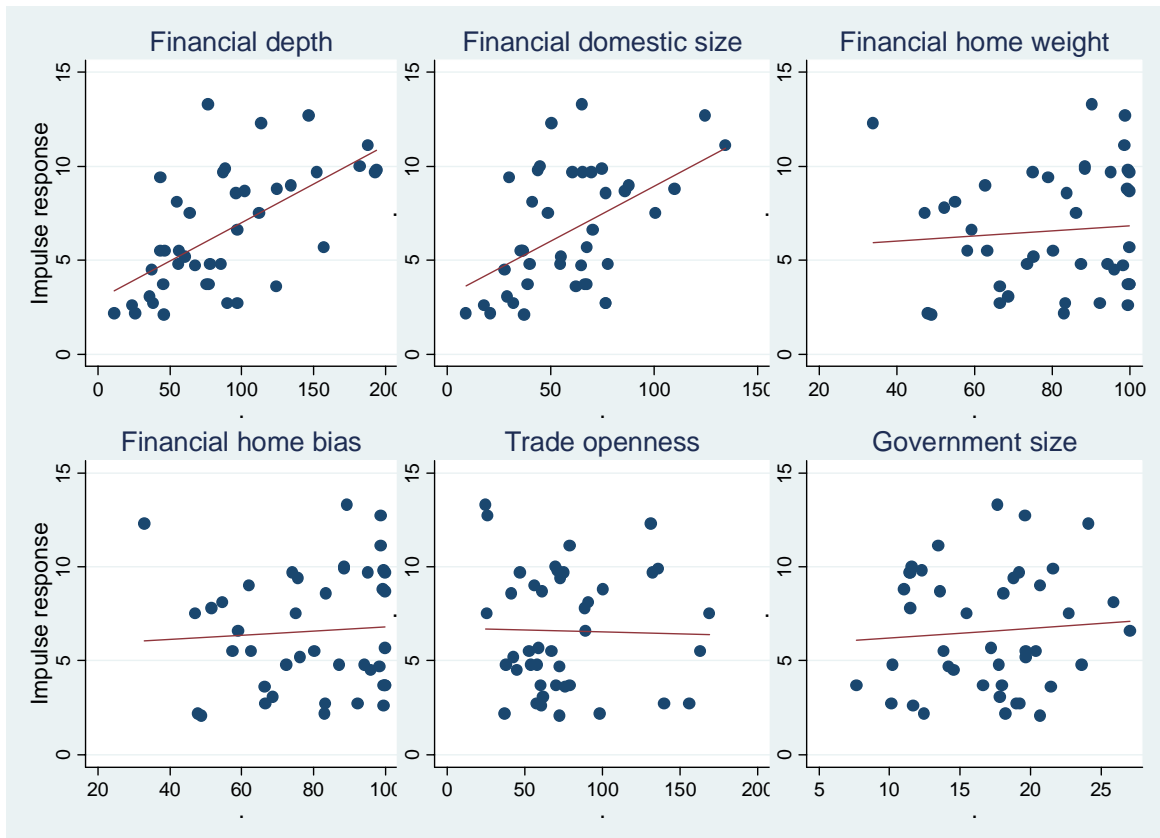 Financial depth
Financial domestic size
Financial home weight
Impulse response
15
10
5
0
0 50 100 150 200
.
0 50 100 150
.
20 40 60 80 100
.
.
.
Financial home bias
Trade openness
Government size
Impulse response
15
10
5
0
20 40 60 80 100
.
0 50 100 150 200
.
5 10 15 20 25
.
.
.